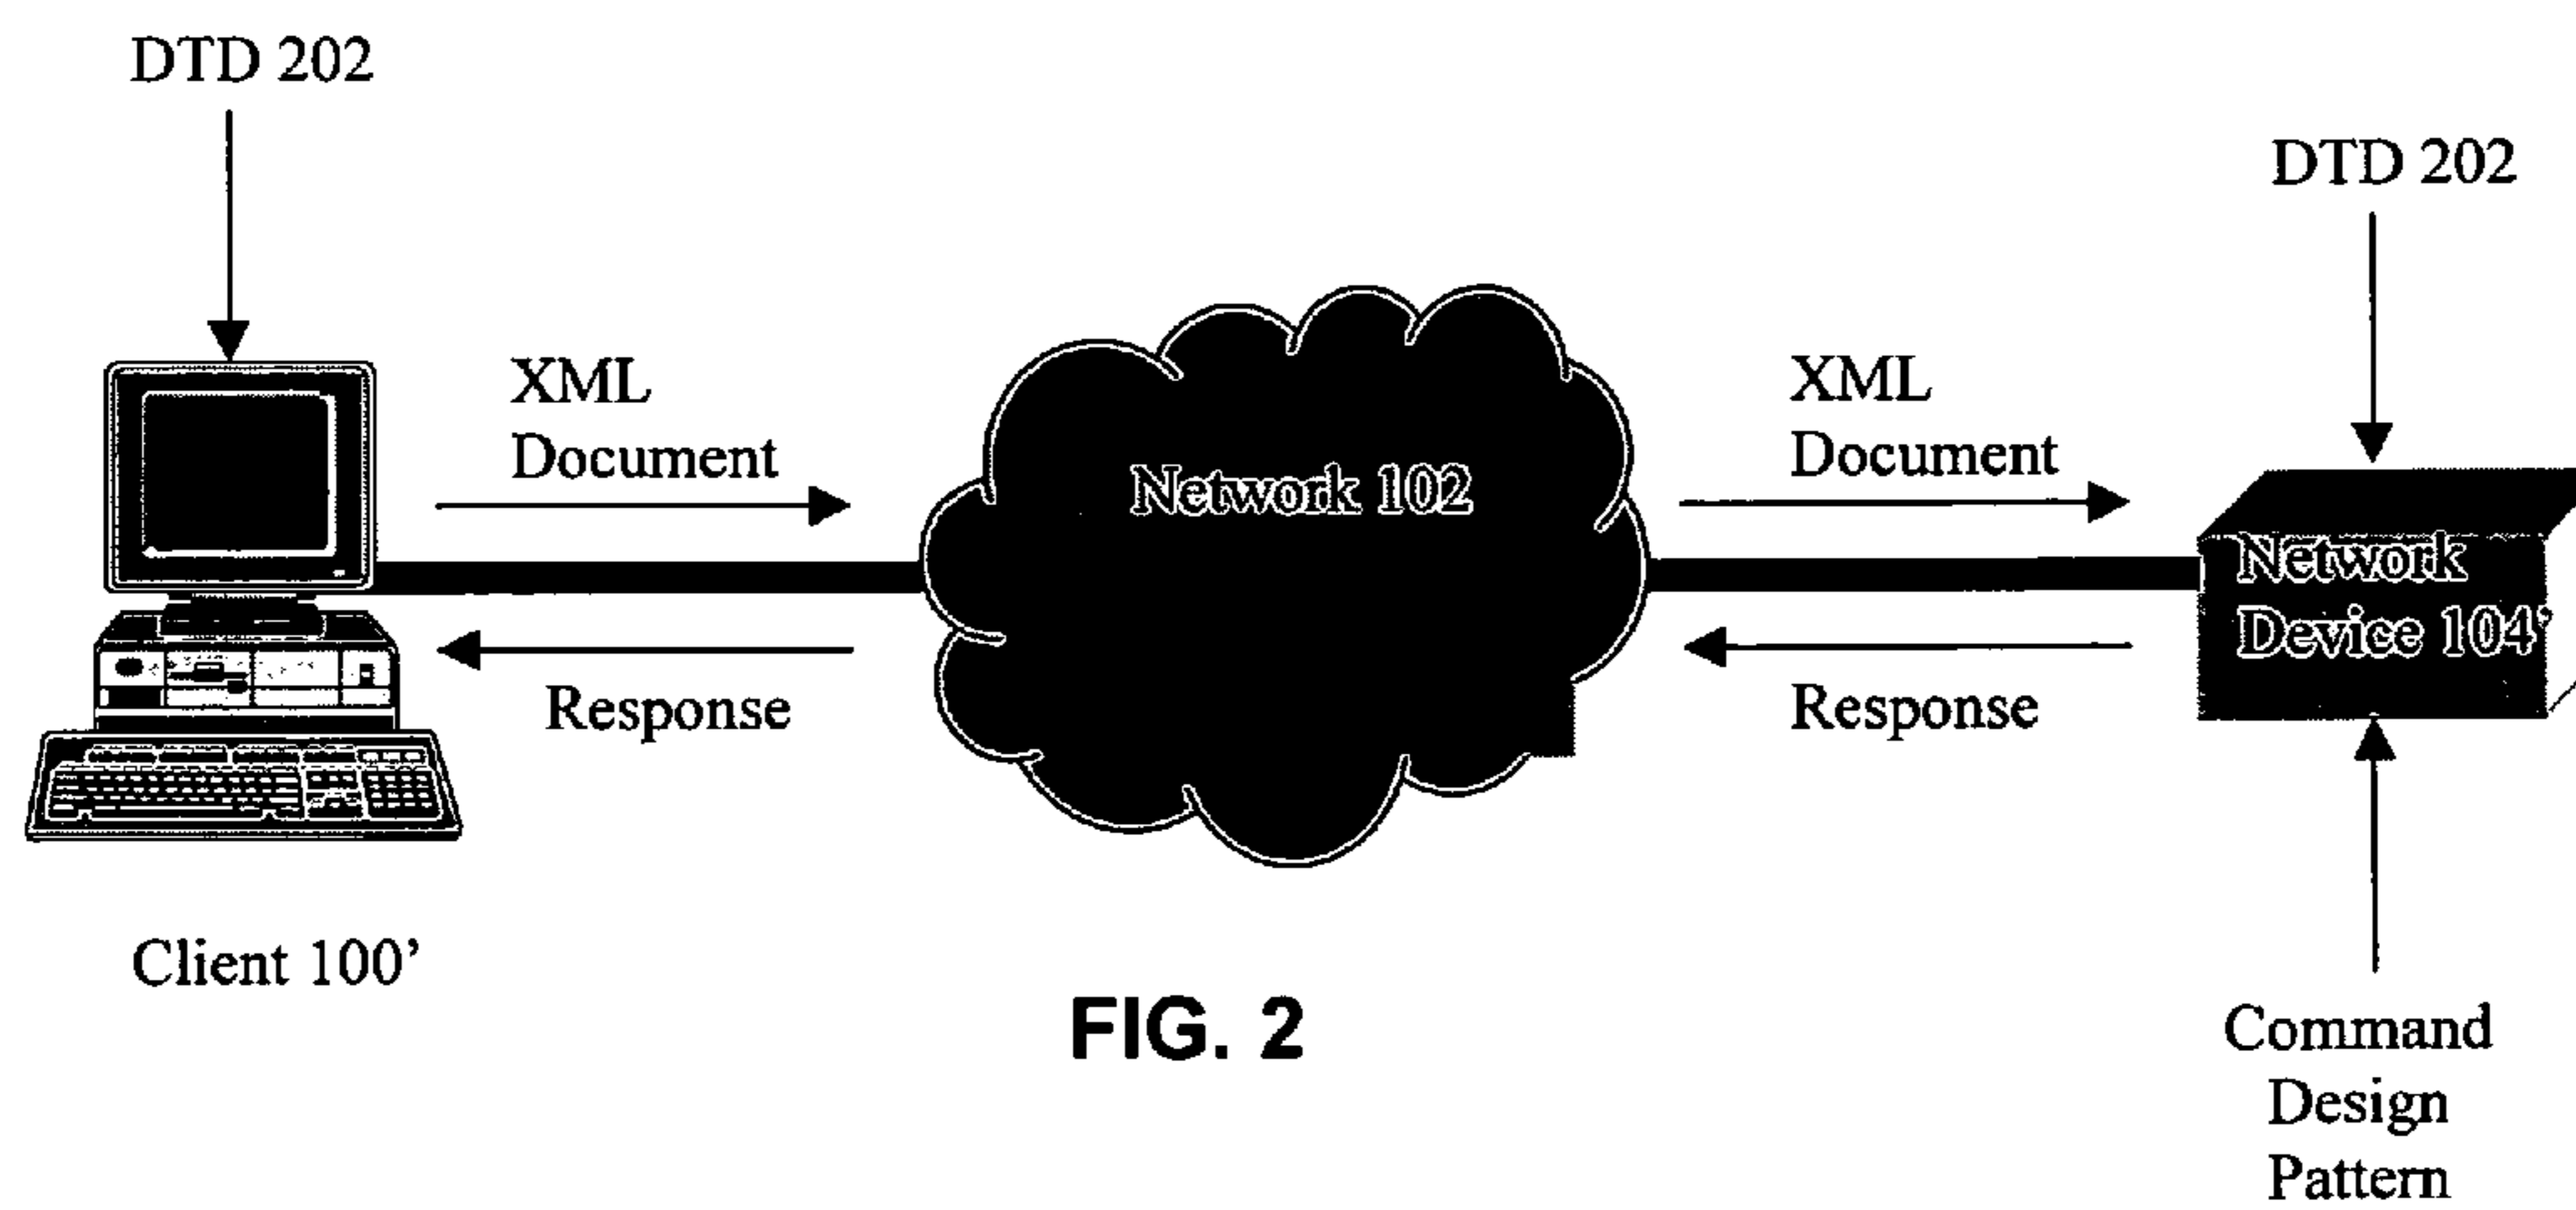 DTD 202
DTD 202
XML
Document
XML
Document
Network 102
Network
Device 104’
Response
Response
Client 100’
FIG. 2
Command
Design
Pattern